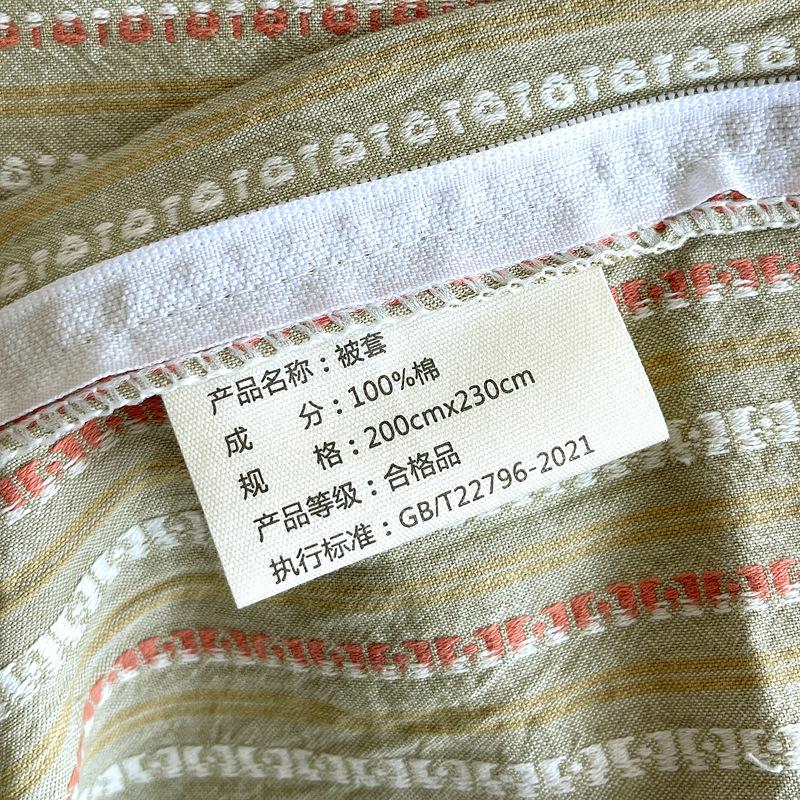 产品名称：被套
成 分：100%棉
规 格：200cmx230cm
产品等级：合格品
执行标准：GB/T22796-2021